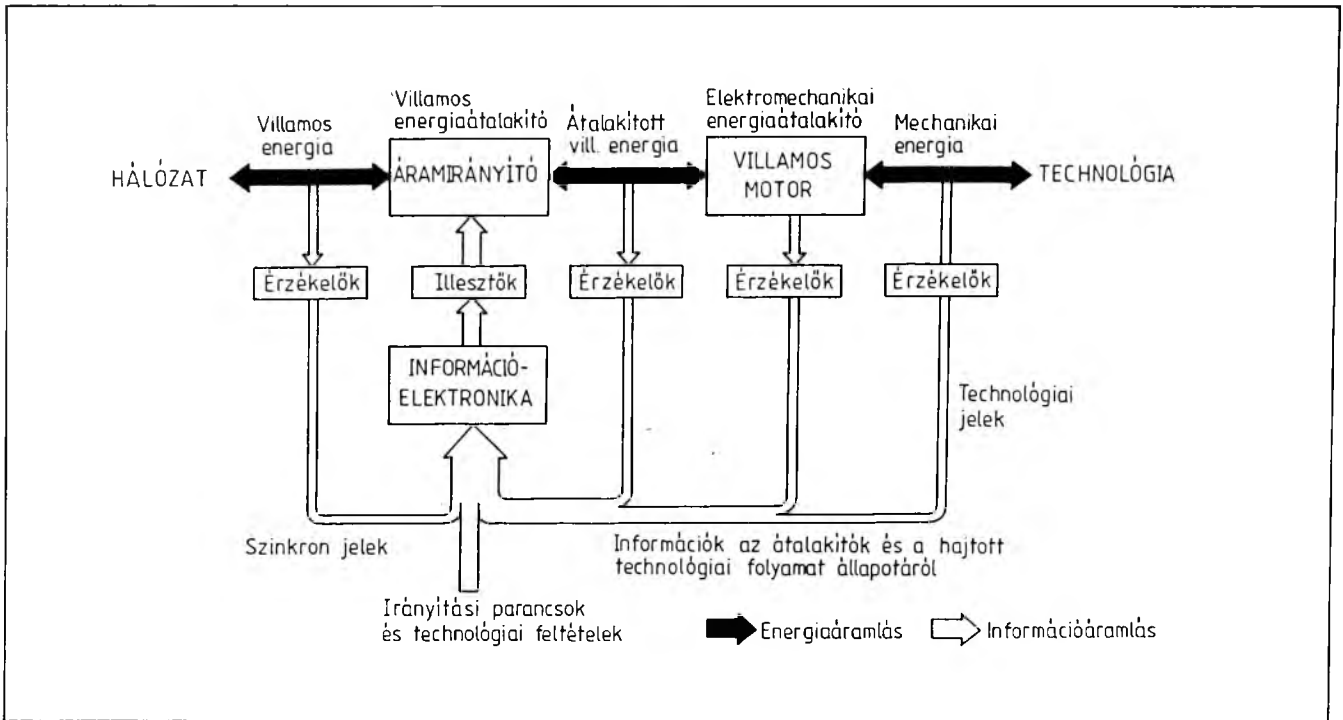 Villamos
energia
Villamos
energiaátalakító
Átalakított
vill. energia
Elektromechanikai
energiaátalakító
Mechanikai
energia
HÁLÓZAT
ÁRAMIRÁNYÍTÓ
VILLAMOS
MOTOR
TECHNOLÓGIA
Érzékelők
Illesztők
Érzékelők
Érzékelők
Érzékelők
INFORMÁCIÓ-
ELEKTRONIKA
Technológiai
jelek
Szinkron jelek
Információk az átalakítók és a hajtott
technológiai folyamat állapotáról
Irányítási parancsok
és technológiai feltételek
Energiaáramlás
Információáramlás